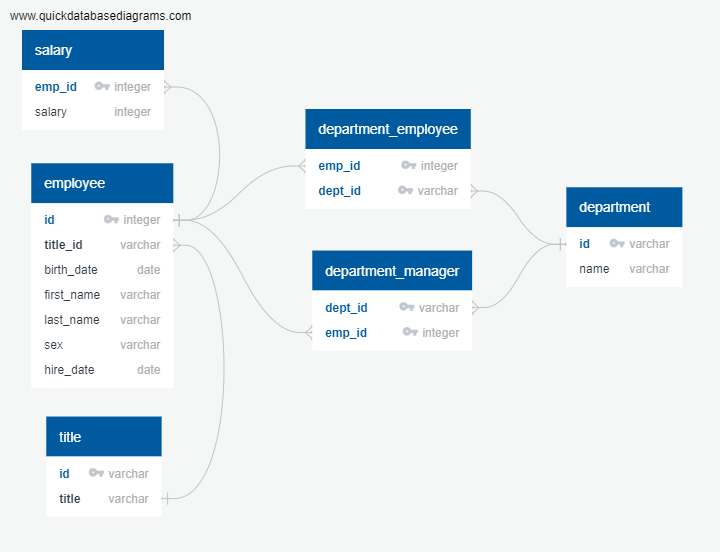 www.quickdatabasediagrams.com
salary
emp_id integer
salary integer
employee
id integer
title_id varchar
birth_date date
first_name varchar
last_name varchar
sex varchar
hire_date date
title
id varchar
title varchar
department_employee
emp_id integer
dept_id varchar
department_manager
dept_id varchar
emp_id integer
department
id varchar
name varchar